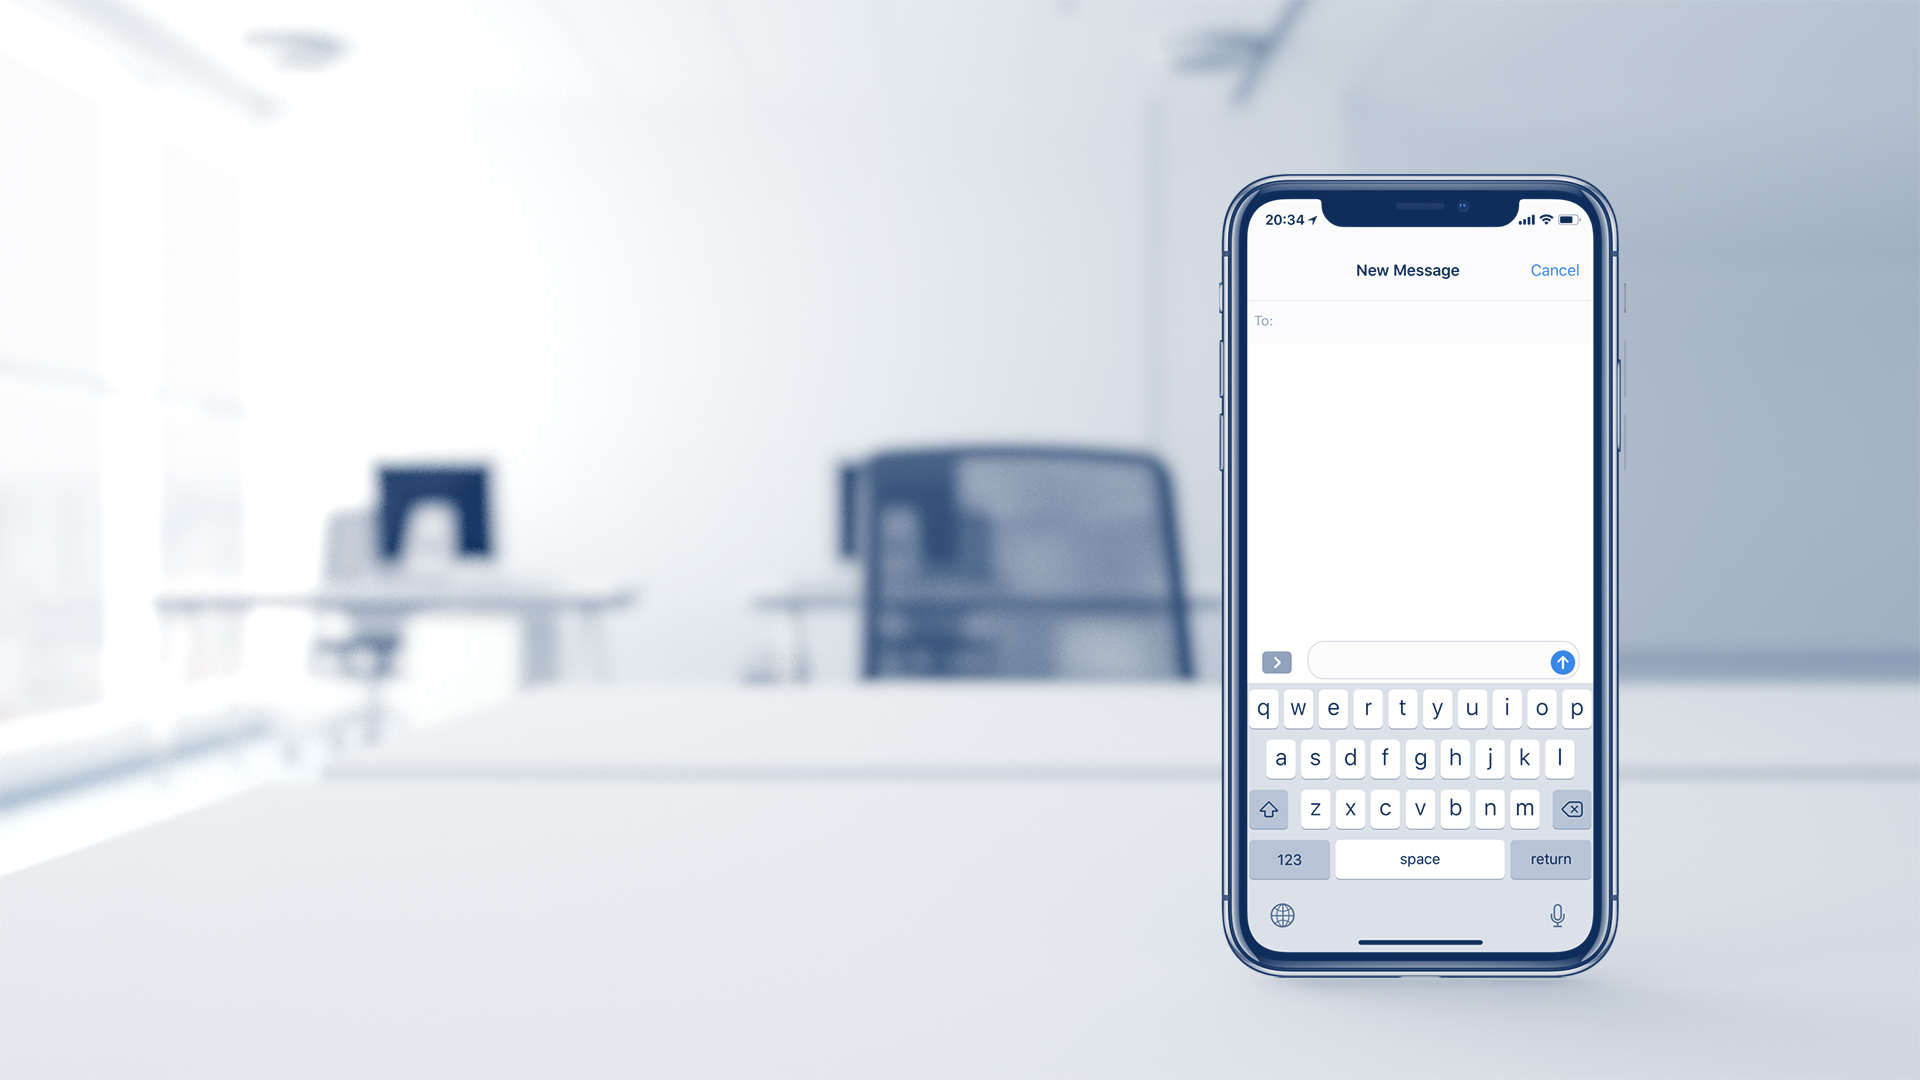 20:34
New Message Cancel
To:
q w e r t y u i o p
a s d f g h j k l
z x c v b n m
123 space return